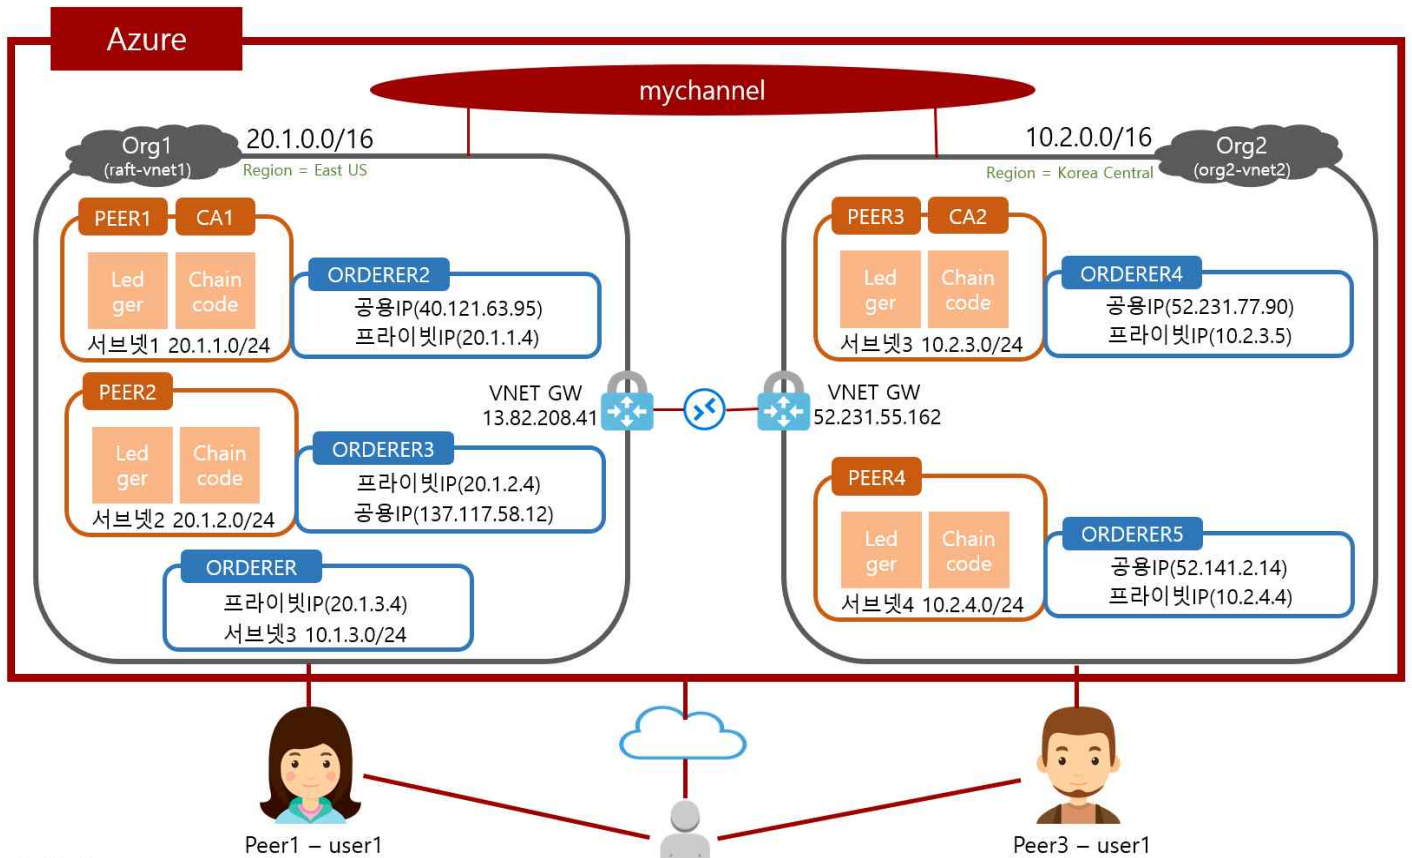 Azure
mychannel
Org1
(raft-vnet1)
20.1.0.0/16
Region = East US
PEER1
CA1
Led
ger
Chain
code
서브넷1 20.1.1.0/24
ORDERER2
공용IP(40.121.63.95)
프라이빗IP(20.1.1.4)
PEER2
Led
ger
Chain
code
서브넷2 20.1.2.0/24
ORDERER3
프라이빗IP(20.1.2.4)
공용IP(137.117.58.12)
ORDERER
프라이빗IP(20.1.3.4)
서브넷3 10.1.3.0/24
VNET GW
13.82.208.41
VNET GW
52.231.55.162
10.2.0.0/16
Region = Korea Central
Org2
(org2-vnet2)
PEER3
CA2
Led
ger
Chain
code
서브넷3 10.2.3.0/24
ORDERER4
공용IP(52.231.77.90)
프라이빗IP(10.2.3.5)
PEER4
Led
ger
Chain
code
서브넷4 10.2.4.0/24
ORDERER5
공용IP(52.141.2.14)
프라이빗IP(10.2.4.4)
Peer1 – user1
Peer3 – user1